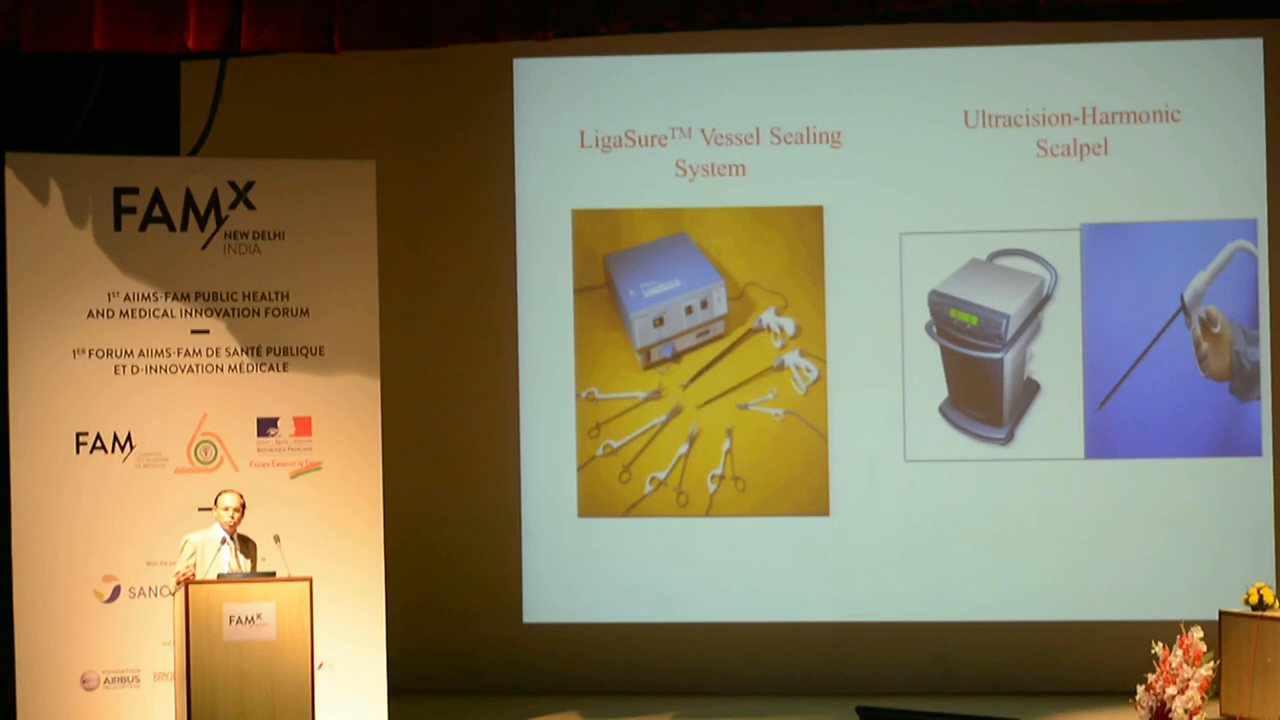 FAMx
NEW DELHI
INDIA
1ST AIIMS-FAM PUBLIC HEALTH
AND MEDICAL INNOVATION FORUM
1ER FORUM AIIMS-FAM DE SANTÉ PUBLIQUE
ET D-INNOVATION MÉDICALE
FAM
SANO
FONDATION
AIRBUS
FAMx
LigaSure™ Vessel Sealing
System
Ultracision-Harmonic
Scalpel